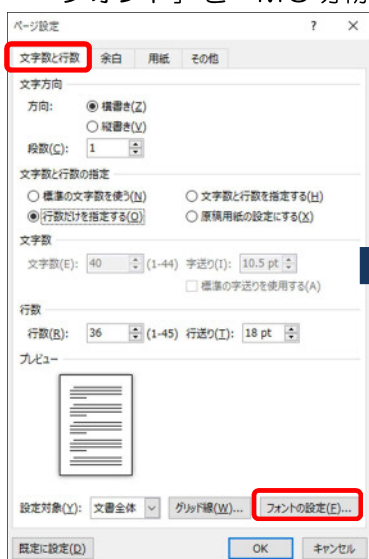 ページ設定 ? ×
文字数と行数 余白 用紙 その他
文字方向
方向: 横書き(Z)
縦書き(V)
段数(C): 1
文字数と行数の指定
標準の文字数を使う(N) 文字数と行数を指定する(H)
行数だけを指定する(O) 原稿用紙の設定にする(X)
文字数
文字数(E): 40 (1-44) 字送り(I): 10.5 pt
標準の字送りを使用する(A)
行数
行数(R): 36 (1-45) 行送り(T): 18 pt
プレビュー
設定対象(Y): 文書全体 グリッド線(W)... フォントの設定(F)...
既定に設定(D) OK キャンセル